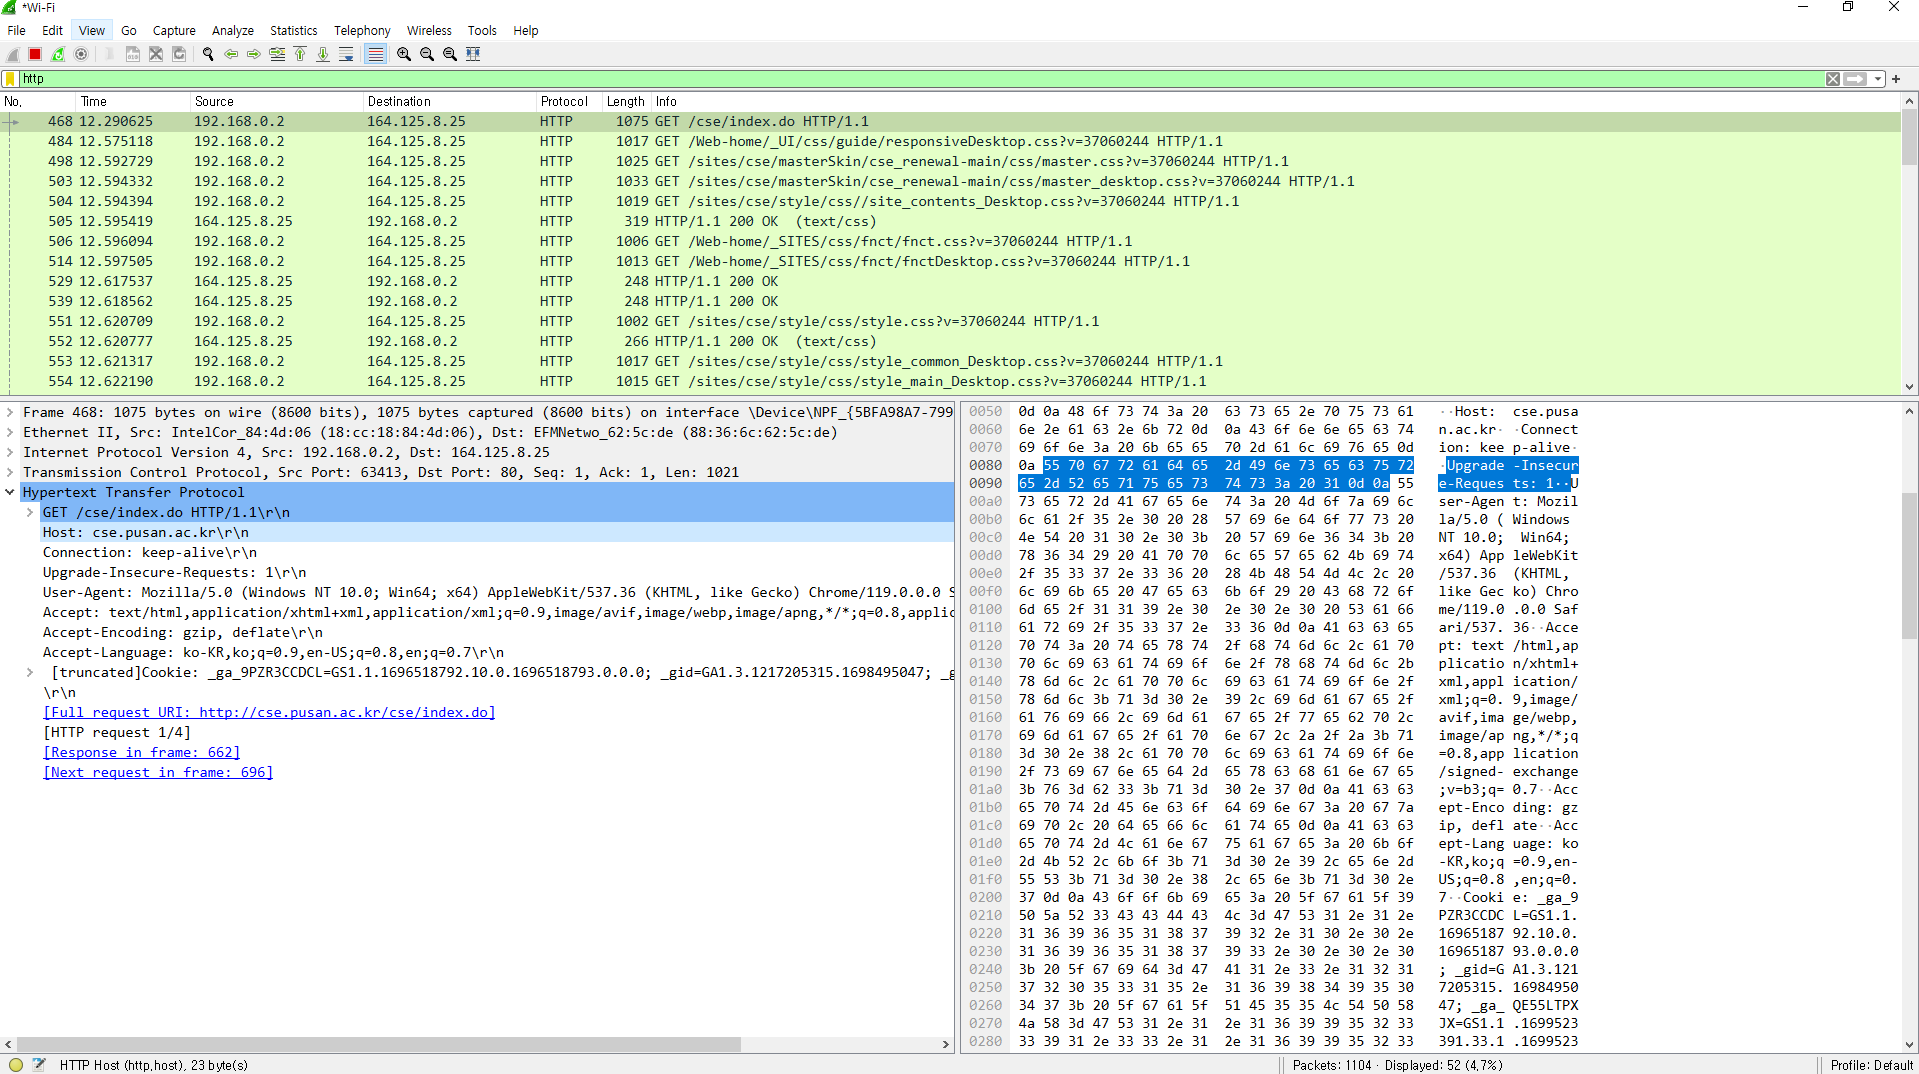 *Wi-Fi
File Edit View Go Capture Analyze Statistics Telephony Wireless Tools Help
http
No. Time Source Destination Protocol Length Info
468 12.290625 192.168.0.2 164.125.8.25 HTTP 1075 GET /cse/index.do HTTP/1.1
484 12.575118 192.168.0.2 164.125.8.25 HTTP 1017 GET /Web-home/_UI/css/guide/responsiveDesktop.css?v=37060244 HTTP/1.1
498 12.592729 192.168.0.2 164.125.8.25 HTTP 1025 GET /sites/cse/masterSkin/cse_renewal-main/css/master.css?v=37060244 HTTP/1.1
503 12.594332 192.168.0.2 164.125.8.25 HTTP 1033 GET /sites/cse/masterSkin/cse_renewal-main/css/master_desktop.css?v=37060244 HTTP/1.1
504 12.594394 192.168.0.2 164.125.8.25 HTTP 1019 GET /sites/cse/style/css//site_contents_Desktop.css?v=37060244 HTTP/1.1
505 12.595419 164.125.8.25 192.168.0.2 HTTP 319 HTTP/1.1 200 OK (text/css)
506 12.596094 192.168.0.2 164.125.8.25 HTTP 1006 GET /Web-home/_SITES/css/fnct/fnct.css?v=37060244 HTTP/1.1
514 12.597505 192.168.0.2 164.125.8.25 HTTP 1013 GET /Web-home/_SITES/css/fnct/fnctDesktop.css?v=37060244 HTTP/1.1
529 12.617537 164.125.8.25 192.168.0.2 HTTP 248 HTTP/1.1 200 OK
539 12.618562 164.125.8.25 192.168.0.2 HTTP 248 HTTP/1.1 200 OK
551 12.620709 192.168.0.2 164.125.8.25 HTTP 1002 GET /sites/cse/style/css/style.css?v=37060244 HTTP/1.1
552 12.620777 164.125.8.25 192.168.0.2 HTTP 266 HTTP/1.1 200 OK (text/css)
553 12.621317 192.168.0.2 164.125.8.25 HTTP 1017 GET /sites/cse/style/css/style_common_Desktop.css?v=37060244 HTTP/1.1
554 12.622190 192.168.0.2 164.125.8.25 HTTP 1015 GET /sites/cse/style/css/style_main_Desktop.css?v=37060244 HTTP/1.1
Frame 468: 1075 bytes on wire (8600 bits), 1075 bytes captured (8600 bits) on interface \Device\NPF_{5BFA98A7-799
Ethernet II, Src: IntelCor_84:4d:06 (18:cc:18:84:4d:06), Dst: EFMNetwo_62:5c:de (88:36:6c:62:5c:de)
Internet Protocol Version 4, Src: 192.168.0.2, Dst: 164.125.8.25
Transmission Control Protocol, Src Port: 63413, Dst Port: 80, Seq: 1, Ack: 1, Len: 1021
Hypertext Transfer Protocol
GET /cse/index.do HTTP/1.1\r\n
Host: cse.pusan.ac.kr\r\n
Connection: keep-alive\r\n
Upgrade-Insecure-Requests: 1\r\n
User-Agent: Mozilla/5.0 (Windows NT 10.0; Win64; x64) AppleWebKit/537.36 (KHTML, like Gecko) Chrome/119.0.0.0 S
Accept: text/html,application/xhtml+xml,application/xml;q=0.9,image/avif,image/webp,image/apng,*/*;q=0.8,applic
Accept-Encoding: gzip, deflate\r\n
Accept-Language: ko-KR,ko;q=0.9,en-US;q=0.8,en;q=0.7\r\n
[truncated]Cookie: _ga_9PZR3CCDCL=GS1.1.1696518792.10.0.1696518793.0.0.0; _gid=GA1.3.1217205315.1698495047; _g
\r\n
[Full request URI: http://cse.pusan.ac.kr/cse/index.do]
[HTTP request 1/4]
[Response in frame: 662]
[Next request in frame: 696]
0050 0d 0a 48 6f 73 74 3a 20 63 73 65 2e 70 75 73 61 ··Host: cse.pusa
0060 6e 2e 61 63 2e 6b 72 0d 0a 43 6f 6e 6e 65 63 74 n.ac.kr· ·Connect
0070 69 6f 6e 3a 20 6b 65 65 70 2d 61 6c 69 76 65 0d ion: kee p-alive·
0080 0a 55 70 67 72 61 64 65 2d 49 6e 73 65 63 75 72 ·Upgrade -Insecur
0090 65 2d 52 65 71 75 65 73 74 73 3a 20 31 0d 0a 55 e-Reques ts: 1··U
00a0 73 65 72 2d 41 67 65 6e 74 3a 20 4d 6f 7a 69 6c ser-Agen t: Mozil
00b0 6c 61 2f 35 2e 30 20 28 57 69 6e 64 6f 77 73 20 la/5.0 ( Windows
00c0 4e 54 20 31 30 2e 30 3b 20 57 69 6e 36 34 3b 20 NT 10.0; Win64;
00d0 78 36 34 29 20 41 70 70 6c 65 57 65 62 4b 69 74 x64) App leWebKit
00e0 2f 35 33 37 2e 33 36 20 28 4b 48 54 4d 4c 2c 20 /537.36 (KHTML,
00f0 6c 69 6b 65 20 47 65 63 6b 6f 29 20 43 68 72 6f like Gec ko) Chro
0100 6d 65 2f 31 31 39 2e 30 2e 30 2e 30 20 53 61 66 me/119.0 .0.0 Saf
0110 61 72 69 2f 35 33 37 2e 33 36 0d 0a 41 63 63 65 ari/537. 36··Acce
0120 70 74 3a 20 74 65 78 74 2f 68 74 6d 6c 2c 61 70 pt: text /html,ap
0130 70 6c 69 63 61 74 69 6f 6e 2f 78 68 74 6d 6c 2b plicatio n/xhtml+
0140 78 6d 6c 2c 61 70 70 6c 69 63 61 74 69 6f 6e 2f xml,appl ication/
0150 78 6d 6c 3b 71 3d 30 2e 39 2c 69 6d 61 67 65 2f xml;q=0. 9,image/
0160 61 76 69 66 2c 69 6d 61 67 65 2f 77 65 62 70 2c avif,ima ge/webp,
0170 69 6d 61 67 65 2f 61 70 6e 67 2c 2a 2f 2a 3b 71 image/ap ng,*/*;q
0180 3d 30 2e 38 2c 61 70 70 6c 69 63 61 74 69 6f 6e =0.8,app lication
0190 2f 73 69 67 6e 65 64 2d 65 78 63 68 61 6e 67 65 /signed- exchange
01a0 3b 76 3d 62 33 3b 71 3d 30 2e 37 0d 0a 41 63 63 ;v=b3;q= 0.7··Acc
01b0 65 70 74 2d 45 6e 63 6f 64 69 6e 67 3a 20 67 7a ept-Enco ding: gz
01c0 69 70 2c 20 64 65 66 6c 61 74 65 0d 0a 41 63 63 ip, defl ate··Acc
01d0 65 70 74 2d 4c 61 6e 67 75 61 67 65 3a 20 6b 6f ept-Lang uage: ko
01e0 2d 4b 52 2c 6b 6f 3b 71 3d 30 2e 39 2c 65 6e 2d -KR,ko;q =0.9,en-
01f0 55 53 3b 71 3d 30 2e 38 2c 65 6e 3b 71 3d 30 2e US;q=0.8 ,en;q=0.
0200 37 0d 0a 43 6f 6f 6b 69 65 3a 20 5f 67 61 5f 39 7··Cooki e: _ga_9
0210 50 5a 52 33 43 43 44 43 4c 3d 47 53 31 2e 31 2e PZR3CCDC L=GS1.1.
0220 31 36 39 36 35 31 38 37 39 32 2e 31 30 2e 30 2e 16965187 92.10.0.
0230 31 36 39 36 35 31 38 37 39 33 2e 30 2e 30 2e 30 16965187 93.0.0.0
0240 3b 20 5f 67 69 64 3d 47 41 31 2e 33 2e 31 32 31 ; _gid=G A1.3.121
0250 37 32 30 35 33 31 35 2e 31 36 39 38 34 39 35 30 7205315. 16984950
0260 34 37 3b 20 5f 67 61 5f 51 45 35 35 4c 54 50 58 47; _ga_ QE55LTPX
0270 4a 58 3d 47 53 31 2e 31 2e 31 36 39 39 35 32 33 JX=GS1.1 .1699523
0280 33 39 31 2e 33 33 2e 31 2e 31 36 39 39 35 32 33 391.33.1 .1699523
HTTP Host (http.host), 23 byte(s)
Packets: 1104 · Displayed: 52 (4.7%)
Profile: Default